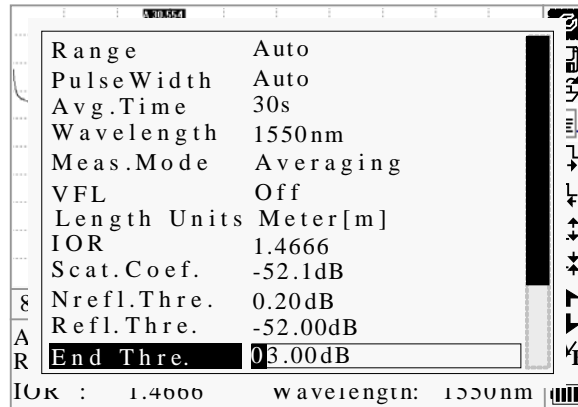 A 30.554
Range Auto
PulseWidth Auto
Avg.Time 30s
Wavelength 1550nm
Meas.Mode Averaging
VFL Off
Length Units Meter[m]
IOR 1.4666
Scat.Coef. -52.1dB
Nrefl.Thre. 0.20dB
Refl.Thre. -52.00dB
End Thre. 03.00dB
A
R
IOR : 1.4666 Wavelength: 1550nm